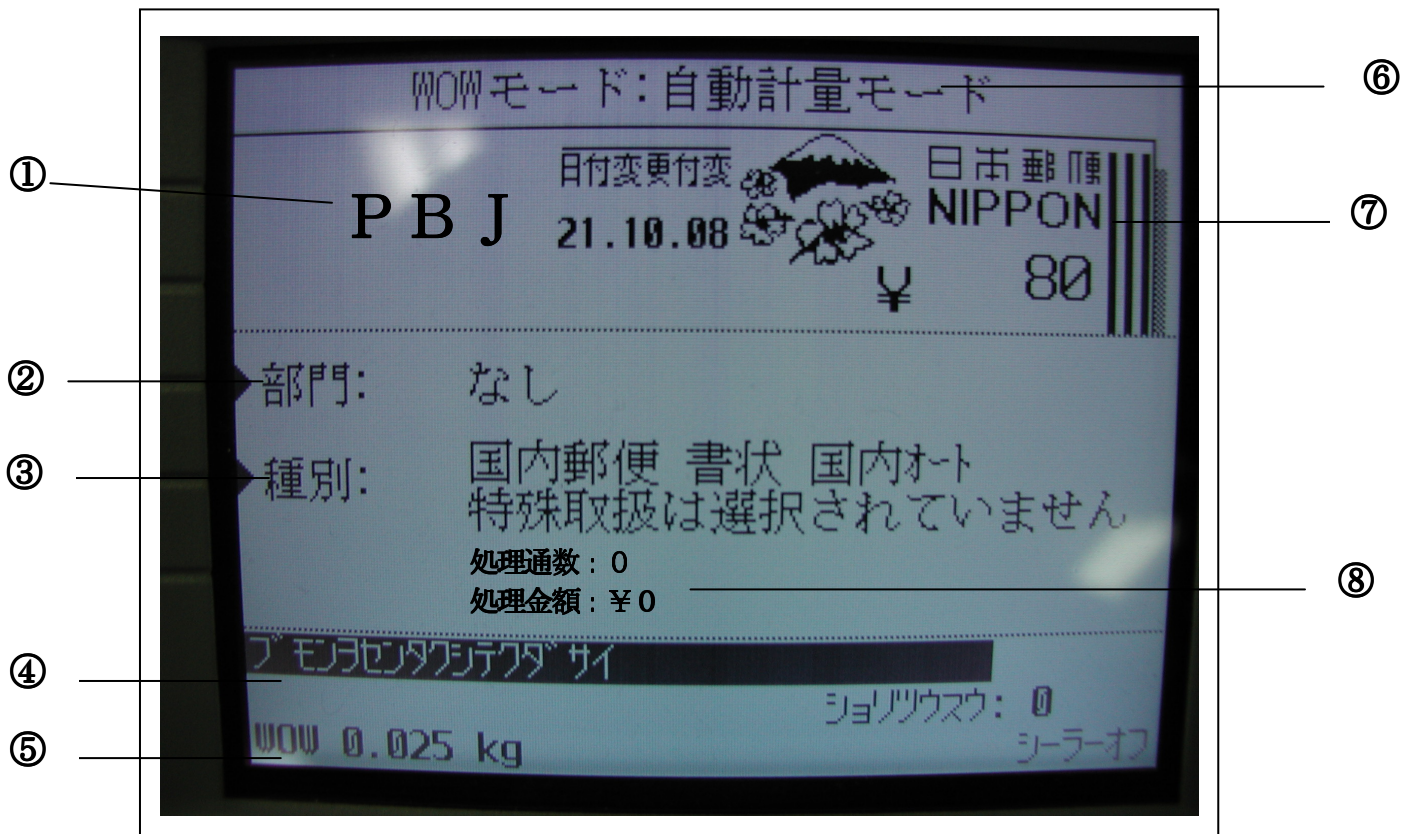 WOWモード:自動計量モード
⑥
①
PBJ
日付変更付変
21.10.08
日本郵便
NIPPON
⑦
¥ 80
②
部門: なし
③
種別: 国内郵便 書状 国内オート
特殊取扱は選択されていません
処理通数:0
処理金額:¥0
⑧
ブモンヲセンタクシテクダサイ
④
ショリツウスウ: 0
⑤
WOW 0.025 kg
シーラーオフ